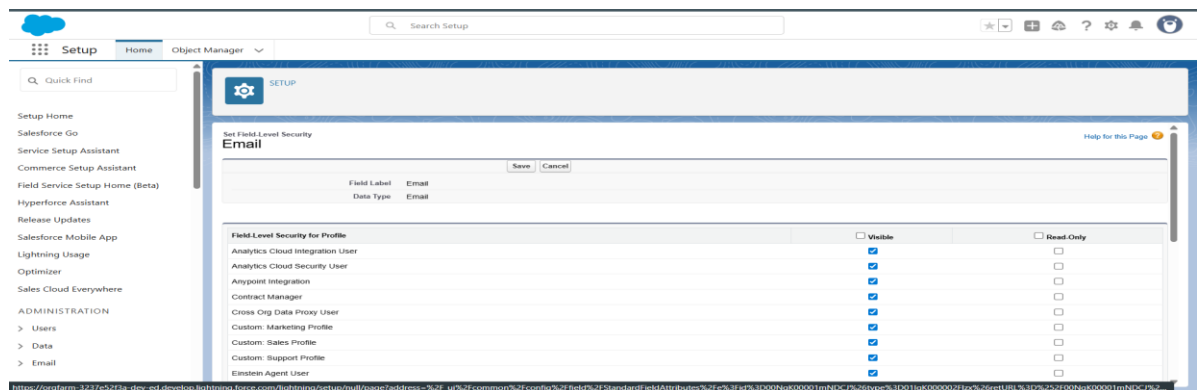 Search Setup
Setup Home Object Manager
Quick Find
SETUP
Setup Home
Salesforce Go
Service Setup Assistant
Commerce Setup Assistant
Field Service Setup Home (Beta)
Hyperforce Assistant
Release Updates
Salesforce Mobile App
Lightning Usage
Optimizer
Sales Cloud Everywhere
ADMINISTRATION
> Users
> Data
> Email
Set Field-Level Security
Email
Help for this Page
Save Cancel
Field Label Email
Data Type Email
Field-Level Security for Profile Visible Read-Only
Analytics Cloud Integration User
Analytics Cloud Security User
Anypoint Integration
Contract Manager
Cross Org Data Proxy User
Custom: Marketing Profile
Custom: Sales Profile
Custom: Support Profile
Einstein Agent User